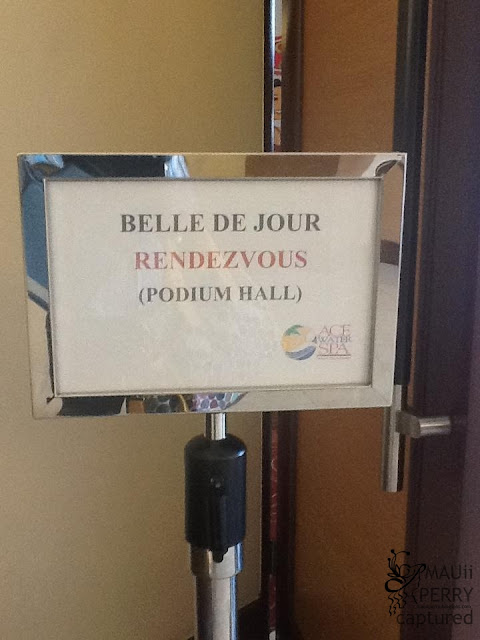 BELLE DE JOUR
RENDEZVOUS
(PODIUM HALL)
ACE
WATER
SPA
MAUii
PERRY
captured